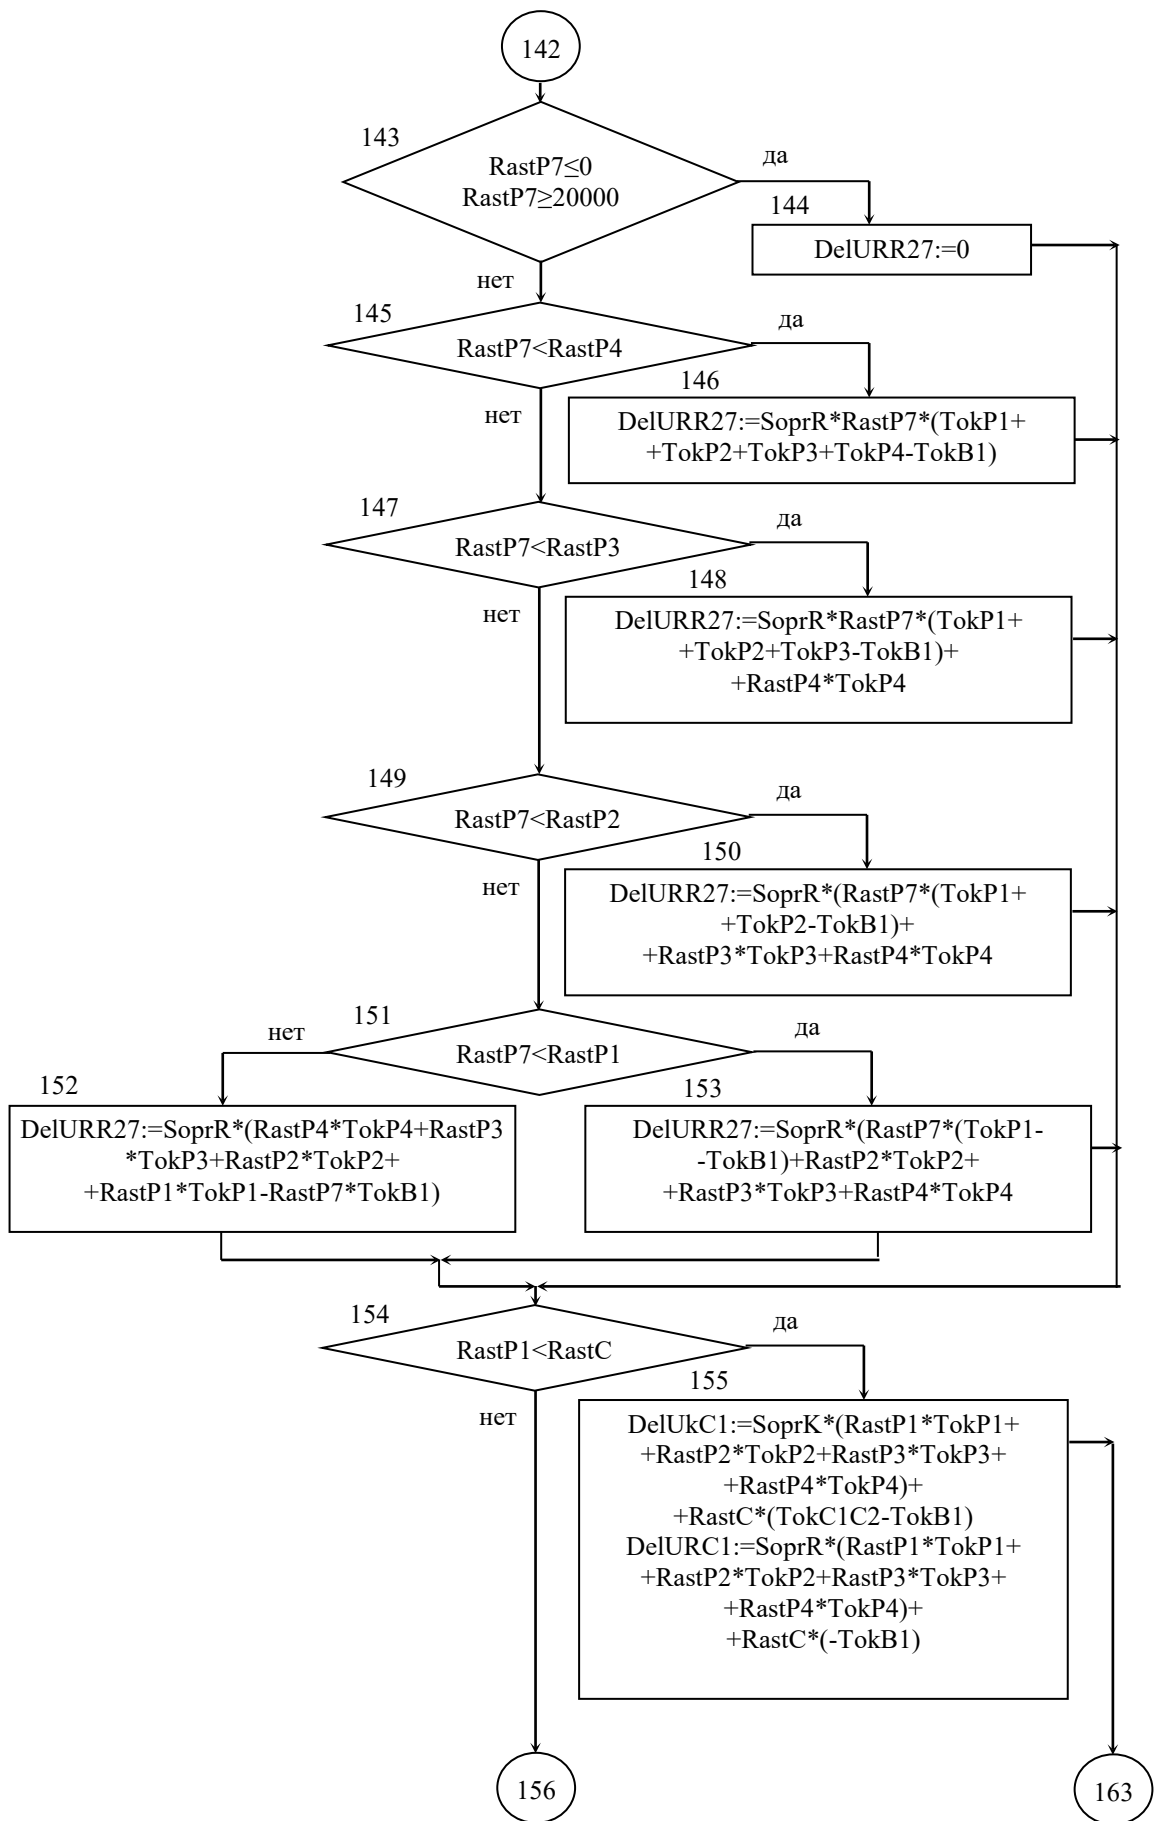 142
143
RastP7≤0
RastP7≥20000
да
144
DelURR27:=0
нет
145
RastP7<RastP4
да
146
DelURR27:=SoprR*RastP7*(TokP1+
+TokP2+TokP3+TokP4-TokB1)
нет
147
RastP7<RastP3
да
148
DelURR27:=SoprR*RastP7*(TokP1+
+TokP2+TokP3-TokB1)+
+RastP4*TokP4
нет
149
RastP7<RastP2
да
150
DelURR27:=SoprR*(RastP7*(TokP1+
+TokP2-TokB1)+
+RastP3*TokP3+RastP4*TokP4
нет
151
RastP7<RastP1
нет
да
152
DelURR27:=SoprR*(RastP4*TokP4+RastP3
*TokP3+RastP2*TokP2+
+RastP1*TokP1-RastP7*TokB1)
153
DelURR27:=SoprR*(RastP7*(TokP1-
-TokB1)+RastP2*TokP2+
+RastP3*TokP3+RastP4*TokP4
154
RastP1<RastC
да
155
DelUkC1:=SoprK*(RastP1*TokP1+
+RastP2*TokP2+RastP3*TokP3+
+RastP4*TokP4)+
+RastC*(TokC1C2-TokB1)
DelURC1:=SoprR*(RastP1*TokP1+
+RastP2*TokP2+RastP3*TokP3+
+RastP4*TokP4)+
+RastC*(-TokB1)
нет
156
163